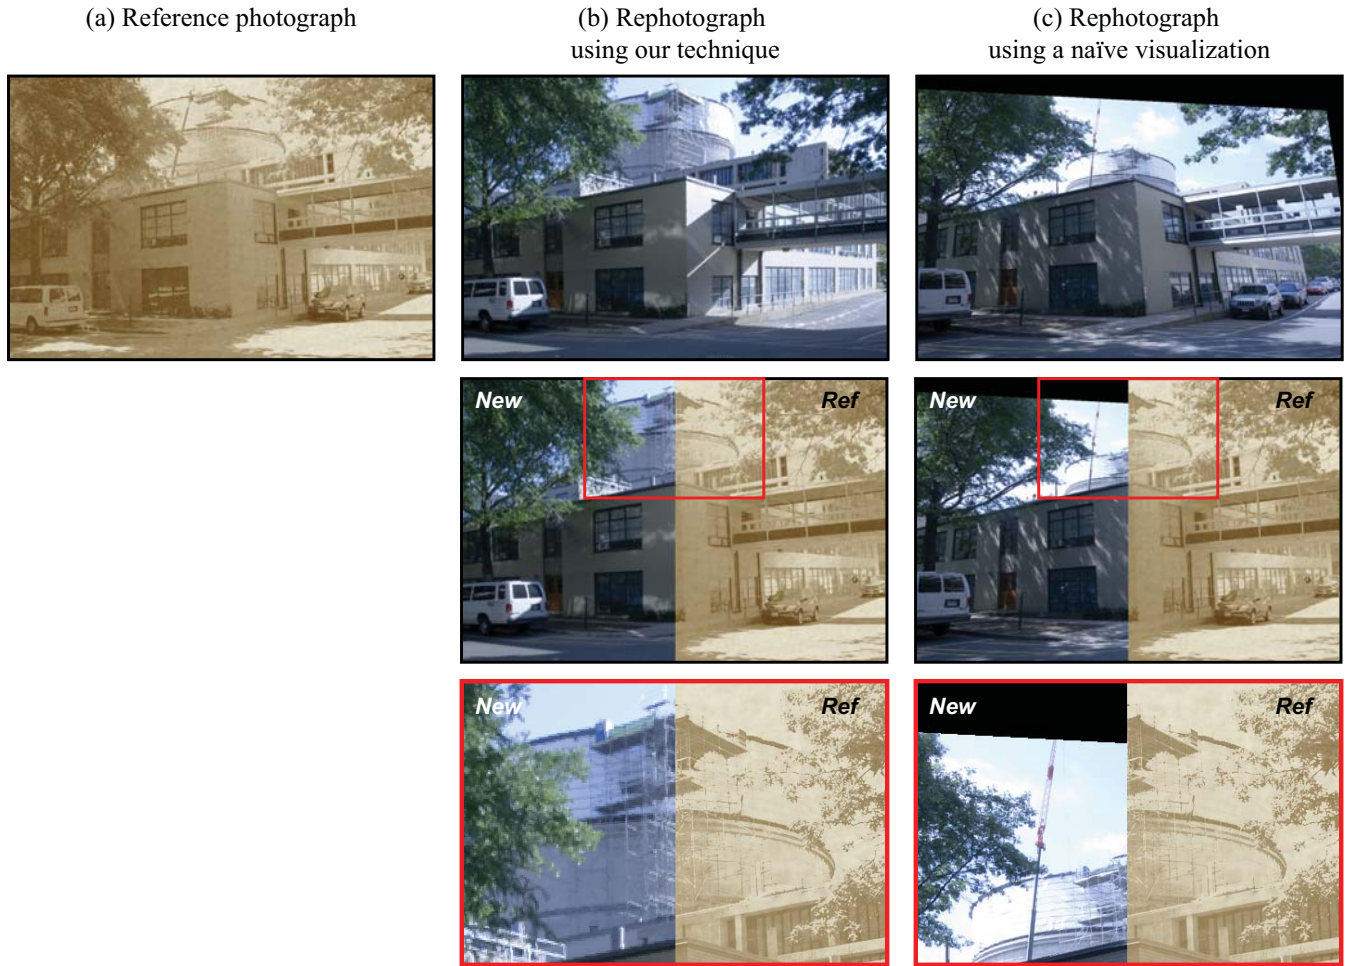 (a) Reference photograph
(b) Rephotograph
using our technique
(c) Rephotograph
using a naïve visualization
New
Ref
New
Ref
New
Ref
New
Ref